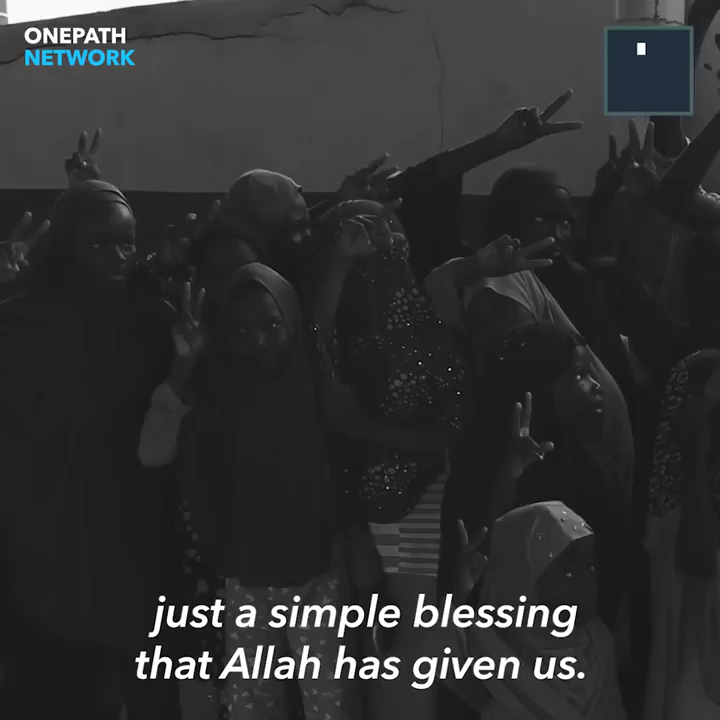 ONEPATH
NETWORK
just a simple blessing
that Allah has given us.